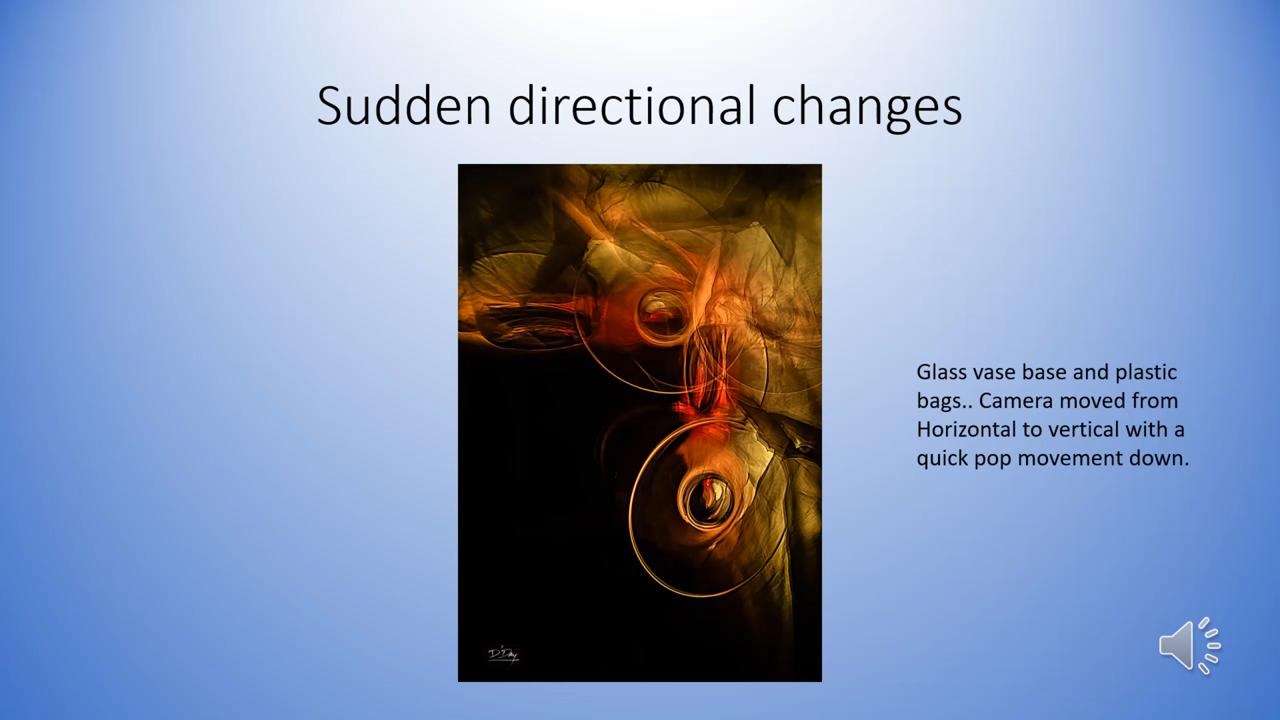 Sudden directional changes
Glass vase base and plastic
bags.. Camera moved from
Horizontal to vertical with a
quick pop movement down.